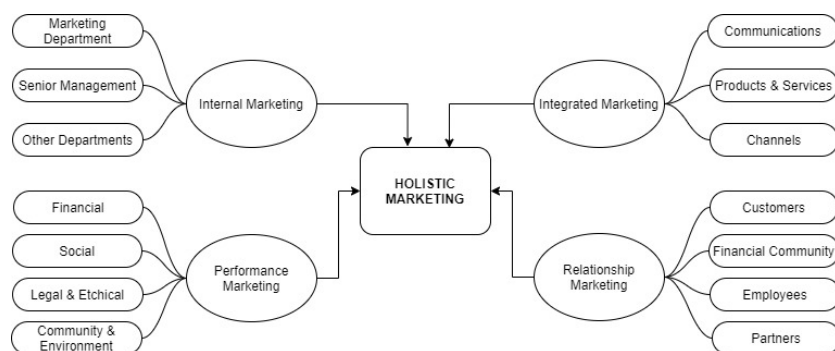 Marketing
Department
Senior Management
Other Departments
Internal Marketing
Integrated Marketing
Communications
Products & Services
Channels
HOLISTIC
MARKETING
Financial
Social
Legal & Etchical
Community &
Environment
Performance
Marketing
Relationship
Marketing
Customers
Financial Community
Employees
Partners